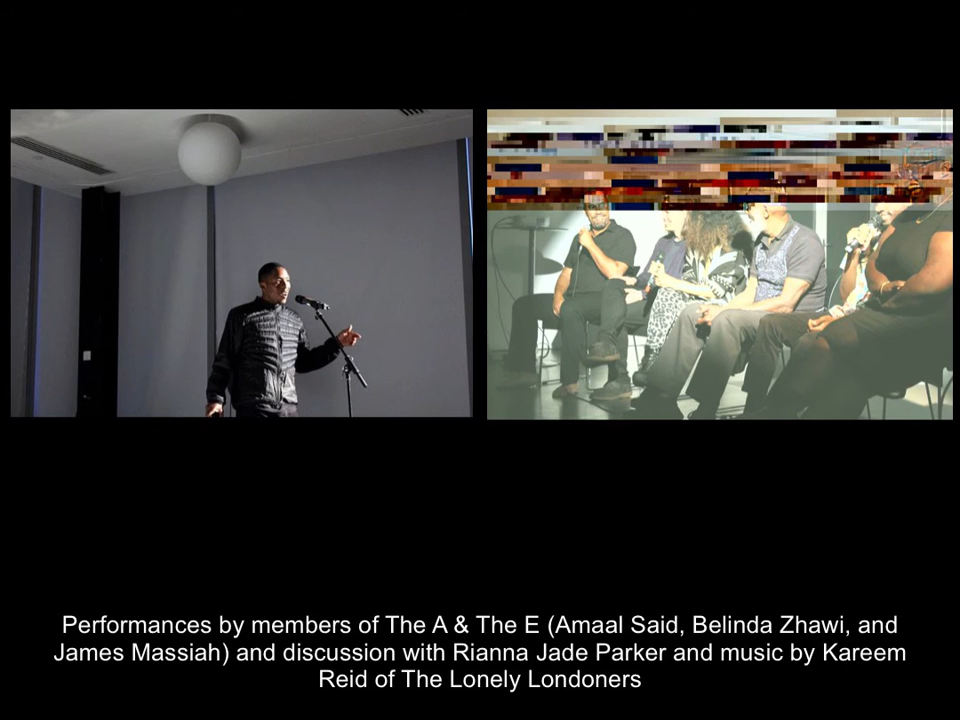 Performances by members of The A & The E (Amaal Said, Belinda Zhawi, and
James Massiah) and discussion with Rianna Jade Parker and music by Kareem
Reid of The Lonely Londoners